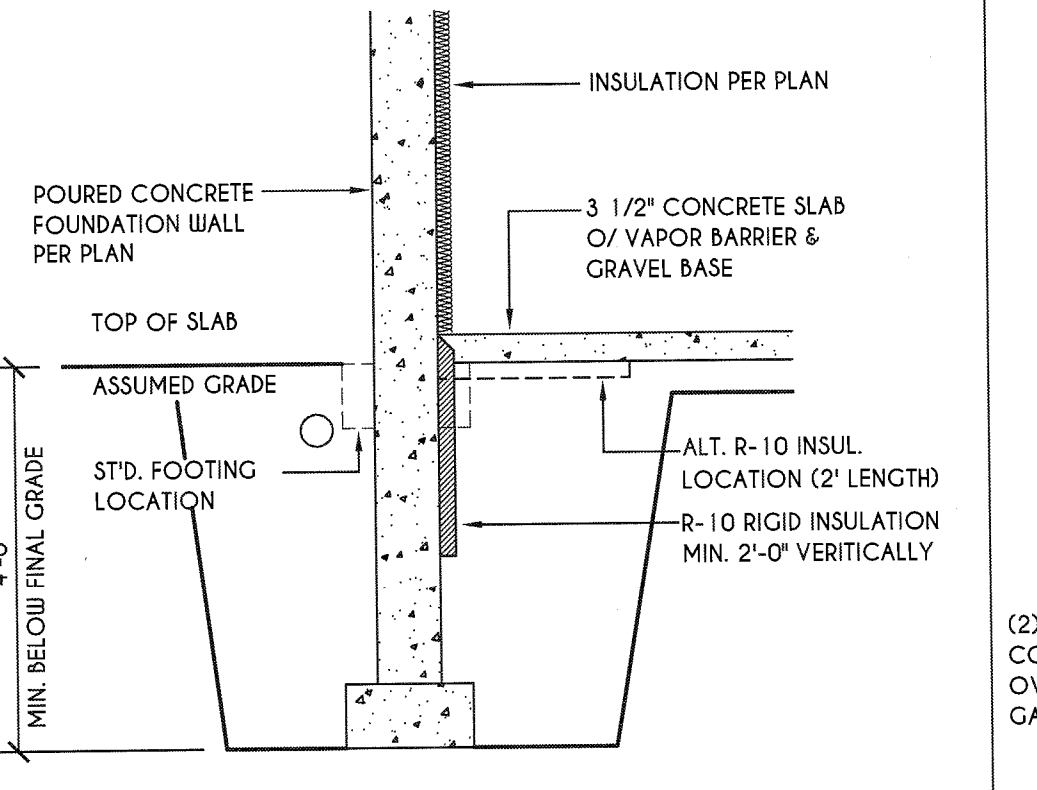 INSULATION PER PLAN
POURED CONCRETE
FOUNDATION WALL
PER PLAN
3 1/2" CONCRETE SLAB
O/ VAPOR BARRIER &
GRAVEL BASE
TOP OF SLAB
ASSUMED GRADE
ST'D. FOOTING
LOCATION
ALT. R-10 INSUL.
LOCATION (2' LENGTH)
R-10 RIGID INSULATION
MIN. 2'-0" VERITICALLY
MIN. BELOW FINAL GRADE
(2)
CO
OV
GA